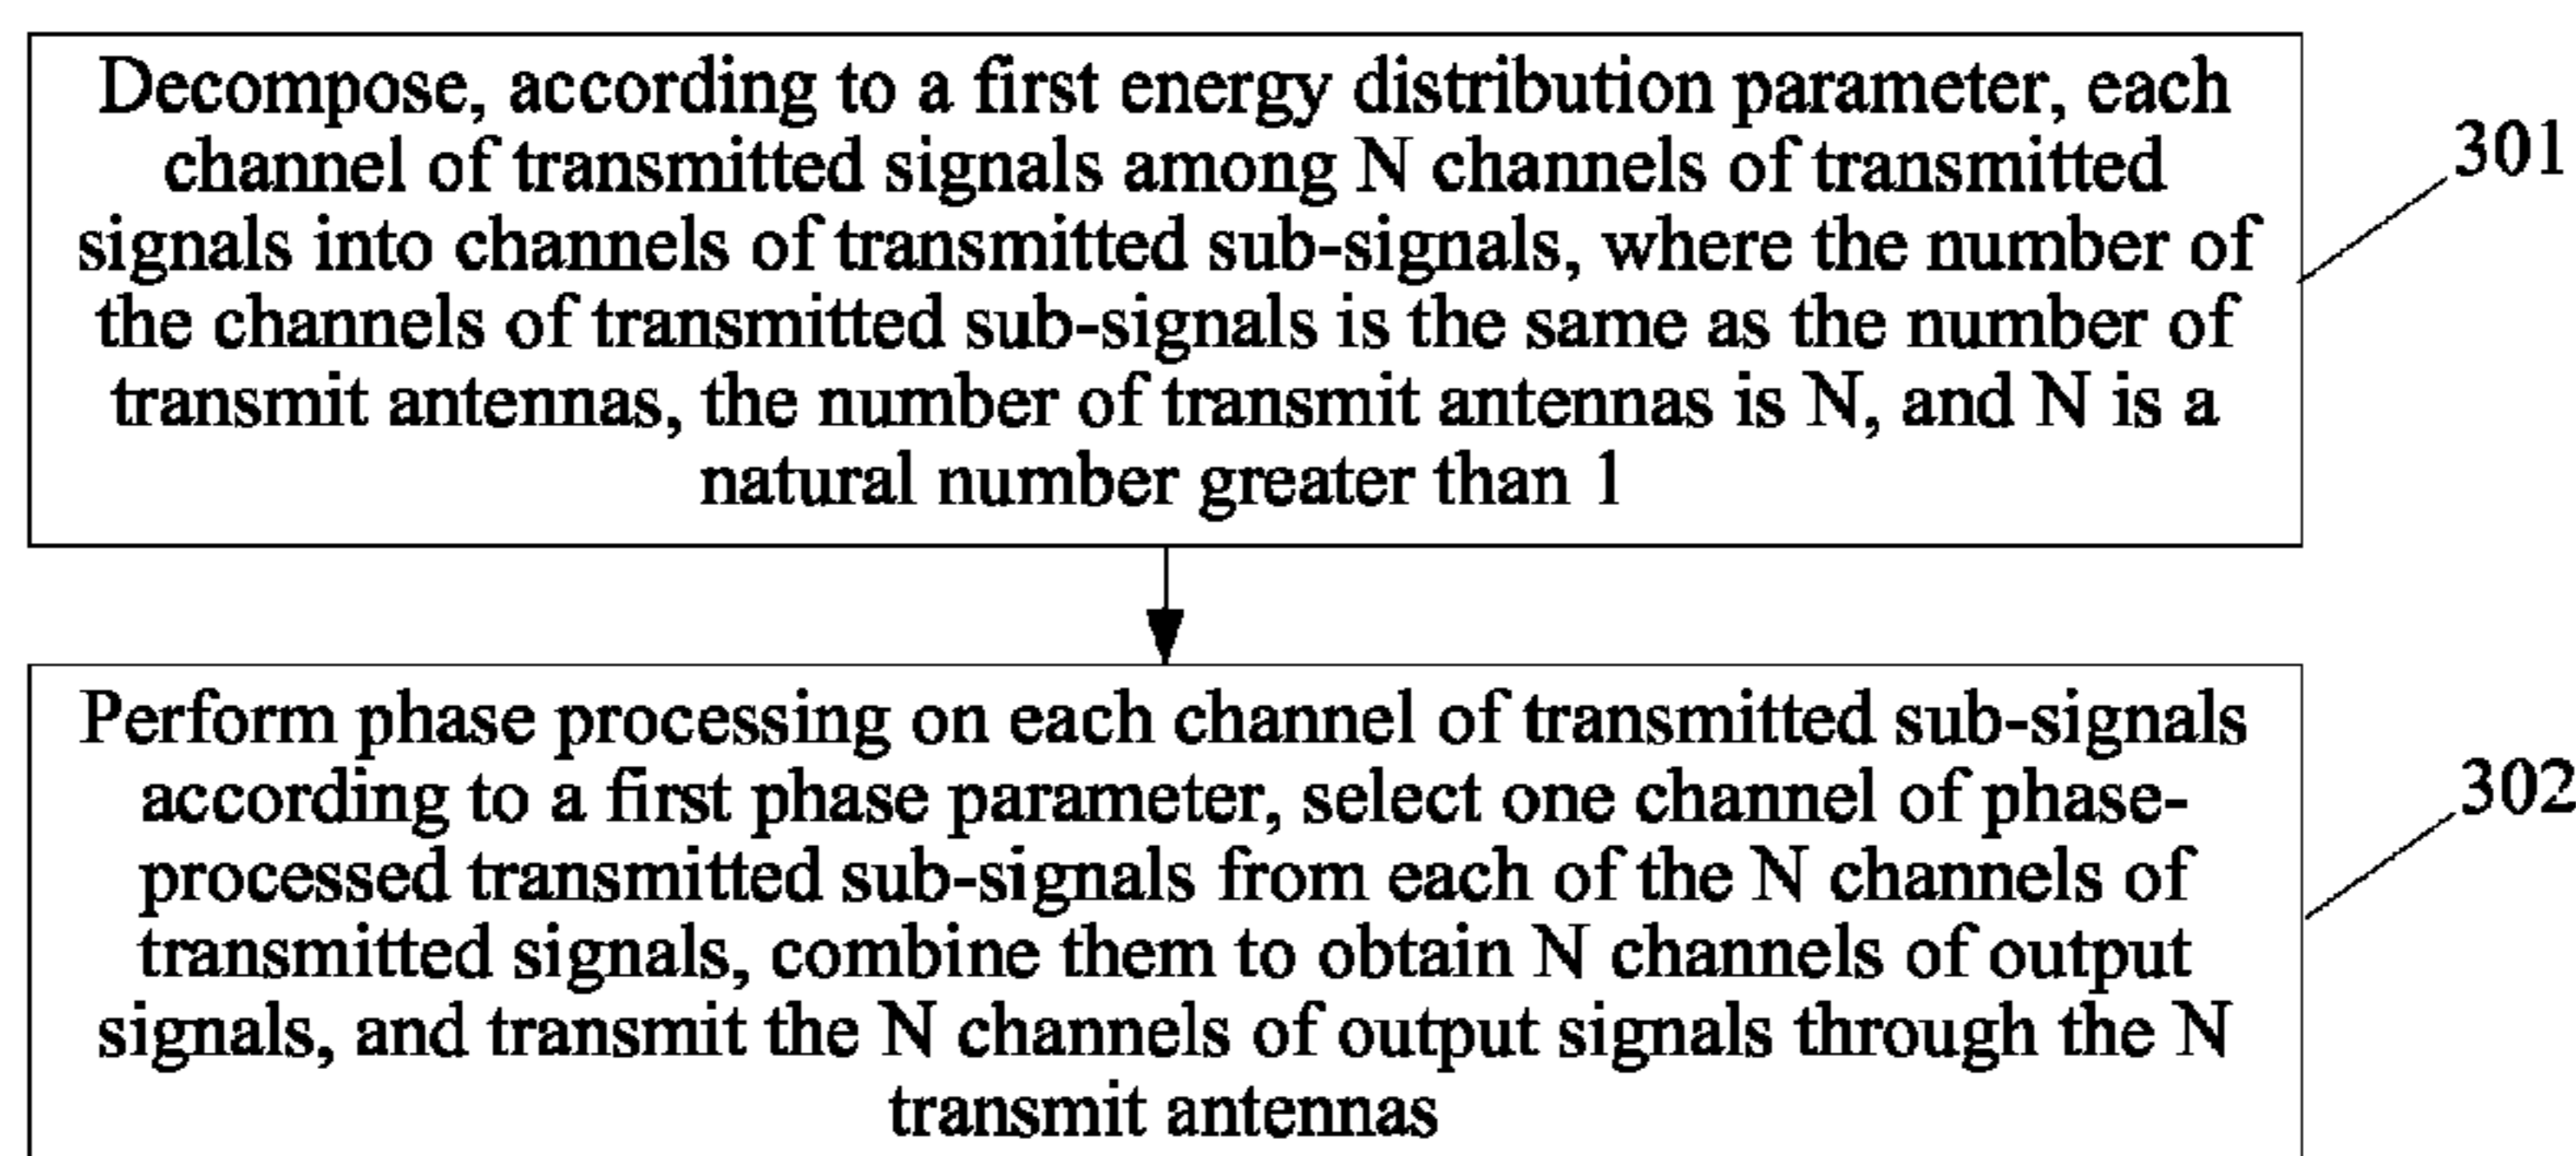 Decompose, according to a first energy distribution parameter, each
channel of transmitted signals among N channels of transmitted
signals into channels of transmitted sub-signals, where the number of
the channels of transmitted sub-signals is the same as the number of
transmit antennas, the number of transmit antennas is N, and N is a
natural number greater than 1
301
Perform phase processing on each channel of transmitted sub-signals
according to a first phase parameter, select one channel of phase-
processed transmitted sub-signals from each of the N channels of
transmitted signals, combine them to obtain N channels of output
signals, and transmit the N channels of output signals through the N
transmit antennas
302